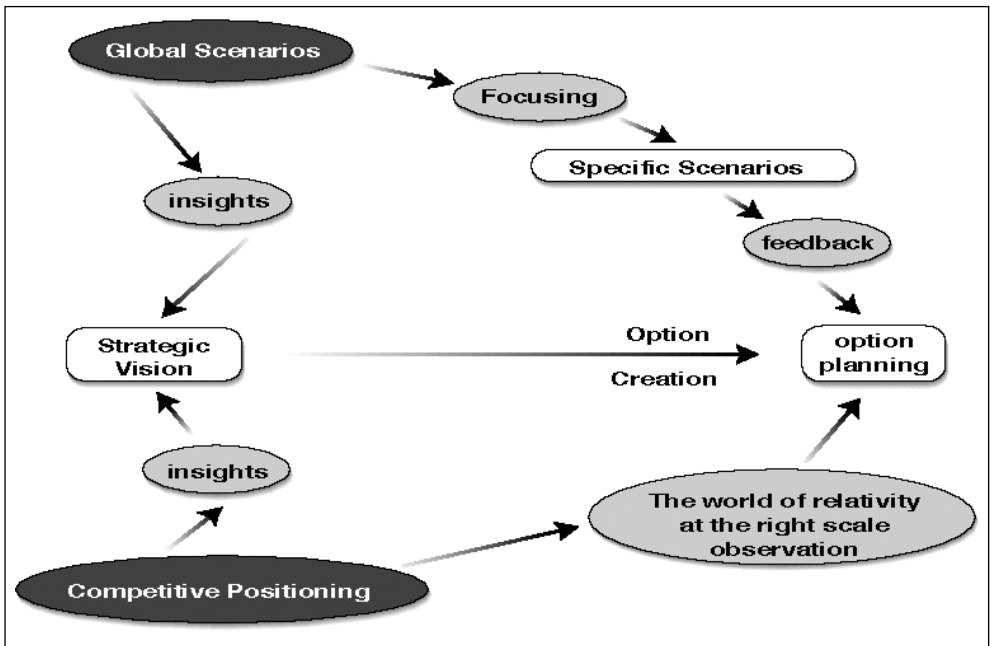 Global Scenarios
Focusing
Specific Scenarios
insights
feedback
Strategic
Vision
Option
Creation
option
planning
insights
The world of relativity
at the right scale
observation
Competitive Positioning